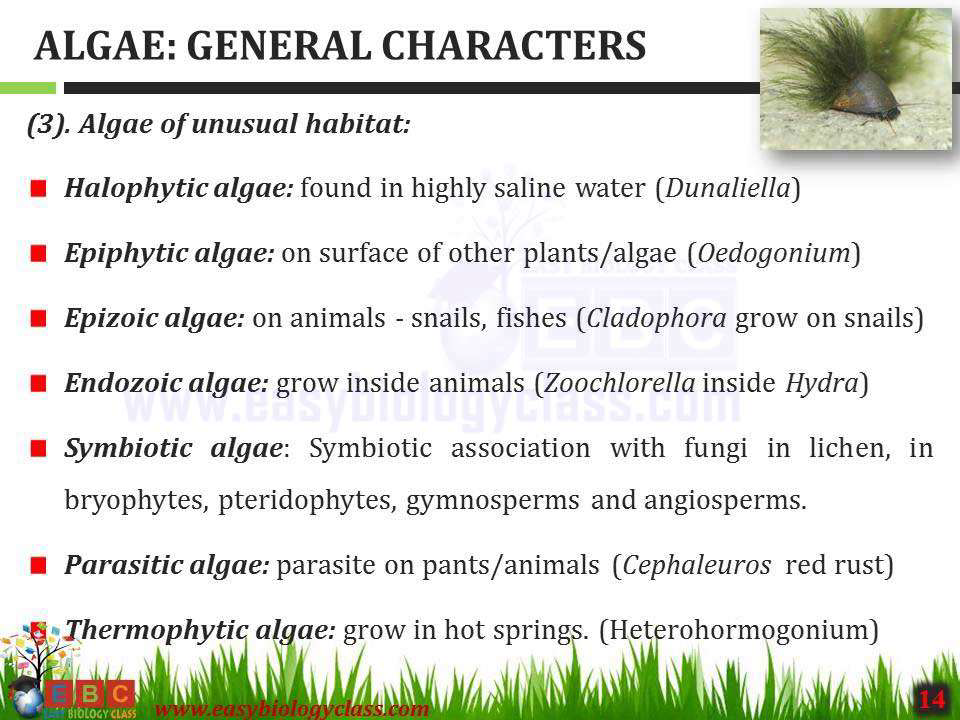 ALGAE: GENERAL CHARACTERS
(3). Algae of unusual habitat:
Halophytic algae: found in highly saline water (Dunaliella)
Epiphytic algae: on surface of other plants/algae (Oedogonium)
Epizoic algae: on animals - snails, fishes (Cladophora grow on snails)
Endozoic algae: grow inside animals (Zoochlorella inside Hydra)
Symbiotic algae: Symbiotic association with fungi in lichen, in
bryophytes, pteridophytes, gymnosperms and angiosperms.
Parasitic algae: parasite on pants/animals (Cephaleuros red rust)
Thermophytic algae: grow in hot springs. (Heterohormogonium)
EASY BIOLOGY CLASS
EBC
www.easybiologyclass.com
EBC
EASY BIOLOGY CLASS
www.easybiologyclass.com
14